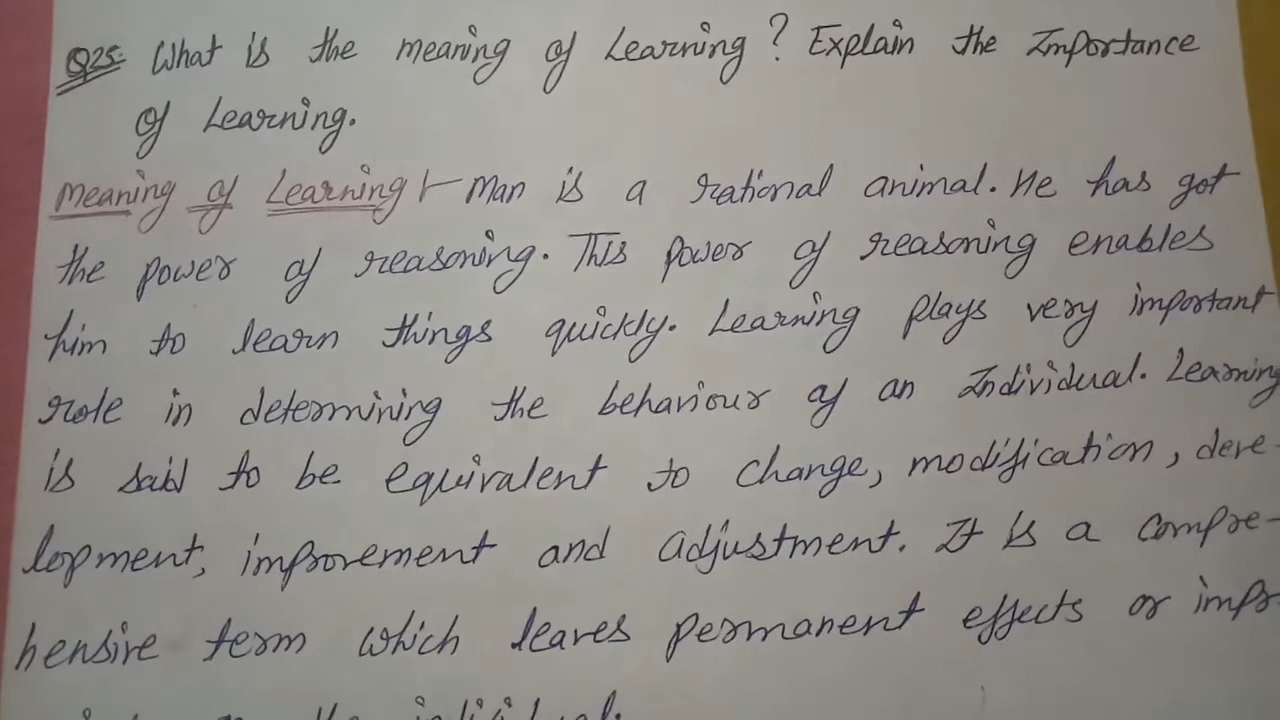 Q25. What is the meaning of Learning? Explain the Importance
of Learning.
Meaning of Learning :- Man is a rational animal. He has got
the power of reasoning. This power of reasoning enables
him to learn things quickly. Learning plays very important
role in determining the behaviour of an Individual. Learning
is said to be equivalent to change, modification, deve-
lopment, improvement and adjustment. It is a compre-
hensive term which leaves permanent effects or impr
the individual.